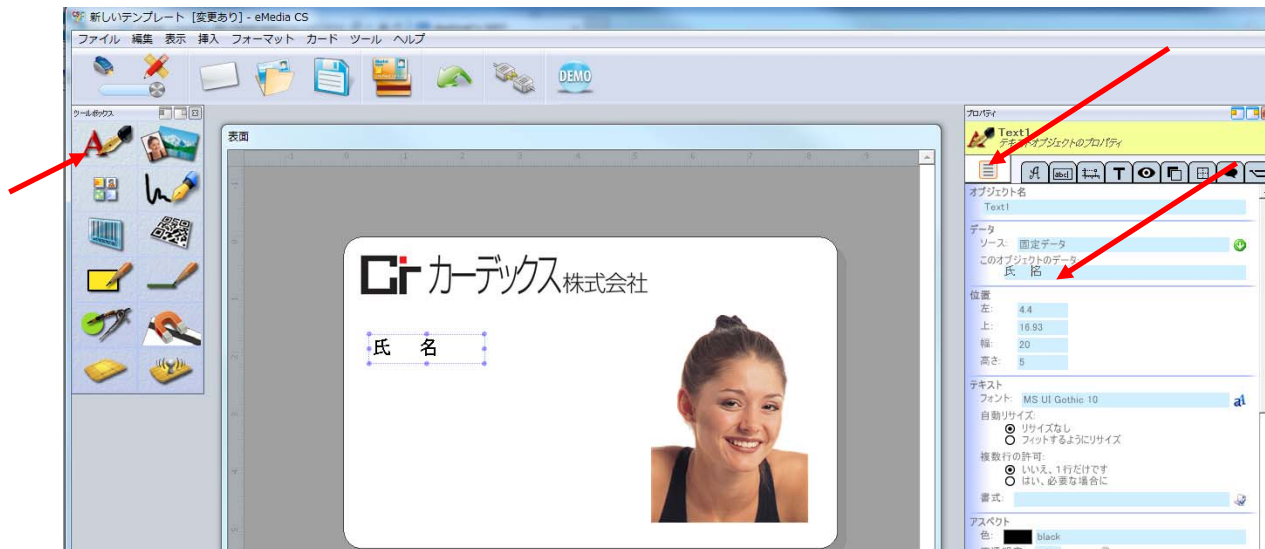 新しいテンプレート [変更あり] - eMedia CS
ファイル 編集 表示 挿入 フォーマット カード ツール ヘルプ
DEMO
ツールボックス
表面
カーデックス株式会社
氏 名
プロパティ
Text1
テキストオブジェクトのプロパティ
オブジェクト名
Text1
データ
ソース: 固定データ
このオブジェクトのデータ
氏 名
位置
左: 4.4
上: 16.93
幅: 20
高さ: 5
テキスト
フォント: MS UI Gothic 10
自動リサイズ:
リサイズなし
フィットするようにリサイズ
複数行の許可:
いいえ、1行だけです
はい、必要な場合に
書式:
アスペクト
色: black